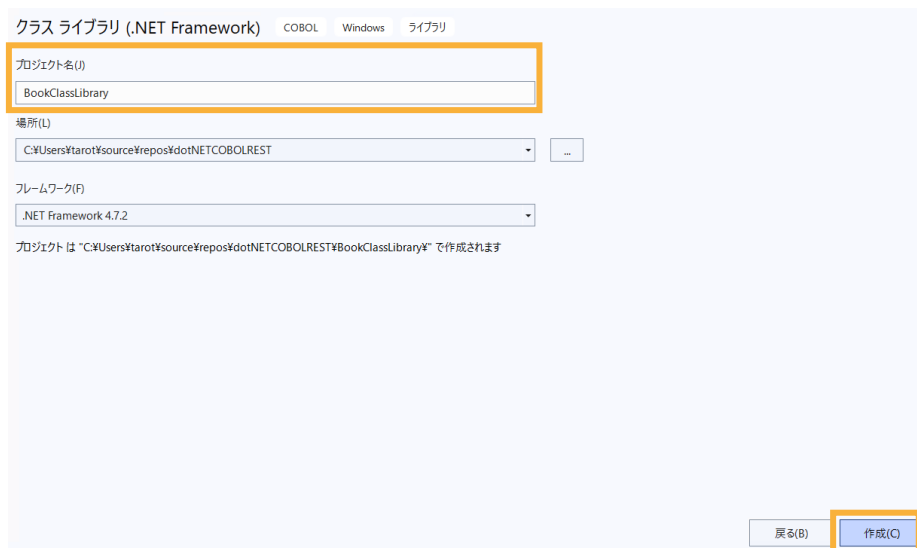 クラス ライブラリ (.NET Framework) COBOL Windows ライブラリ
プロジェクト名(J)
BookClassLibrary
場所(L)
C:¥Users¥tarot¥source¥repos¥dotNETCOBOLREST ...
フレームワーク(F)
.NET Framework 4.7.2
プロジェクト は "C:¥Users¥tarot¥source¥repos¥dotNETCOBOLREST¥BookClassLibrary¥" で作成されます
戻る(B) 作成(C)